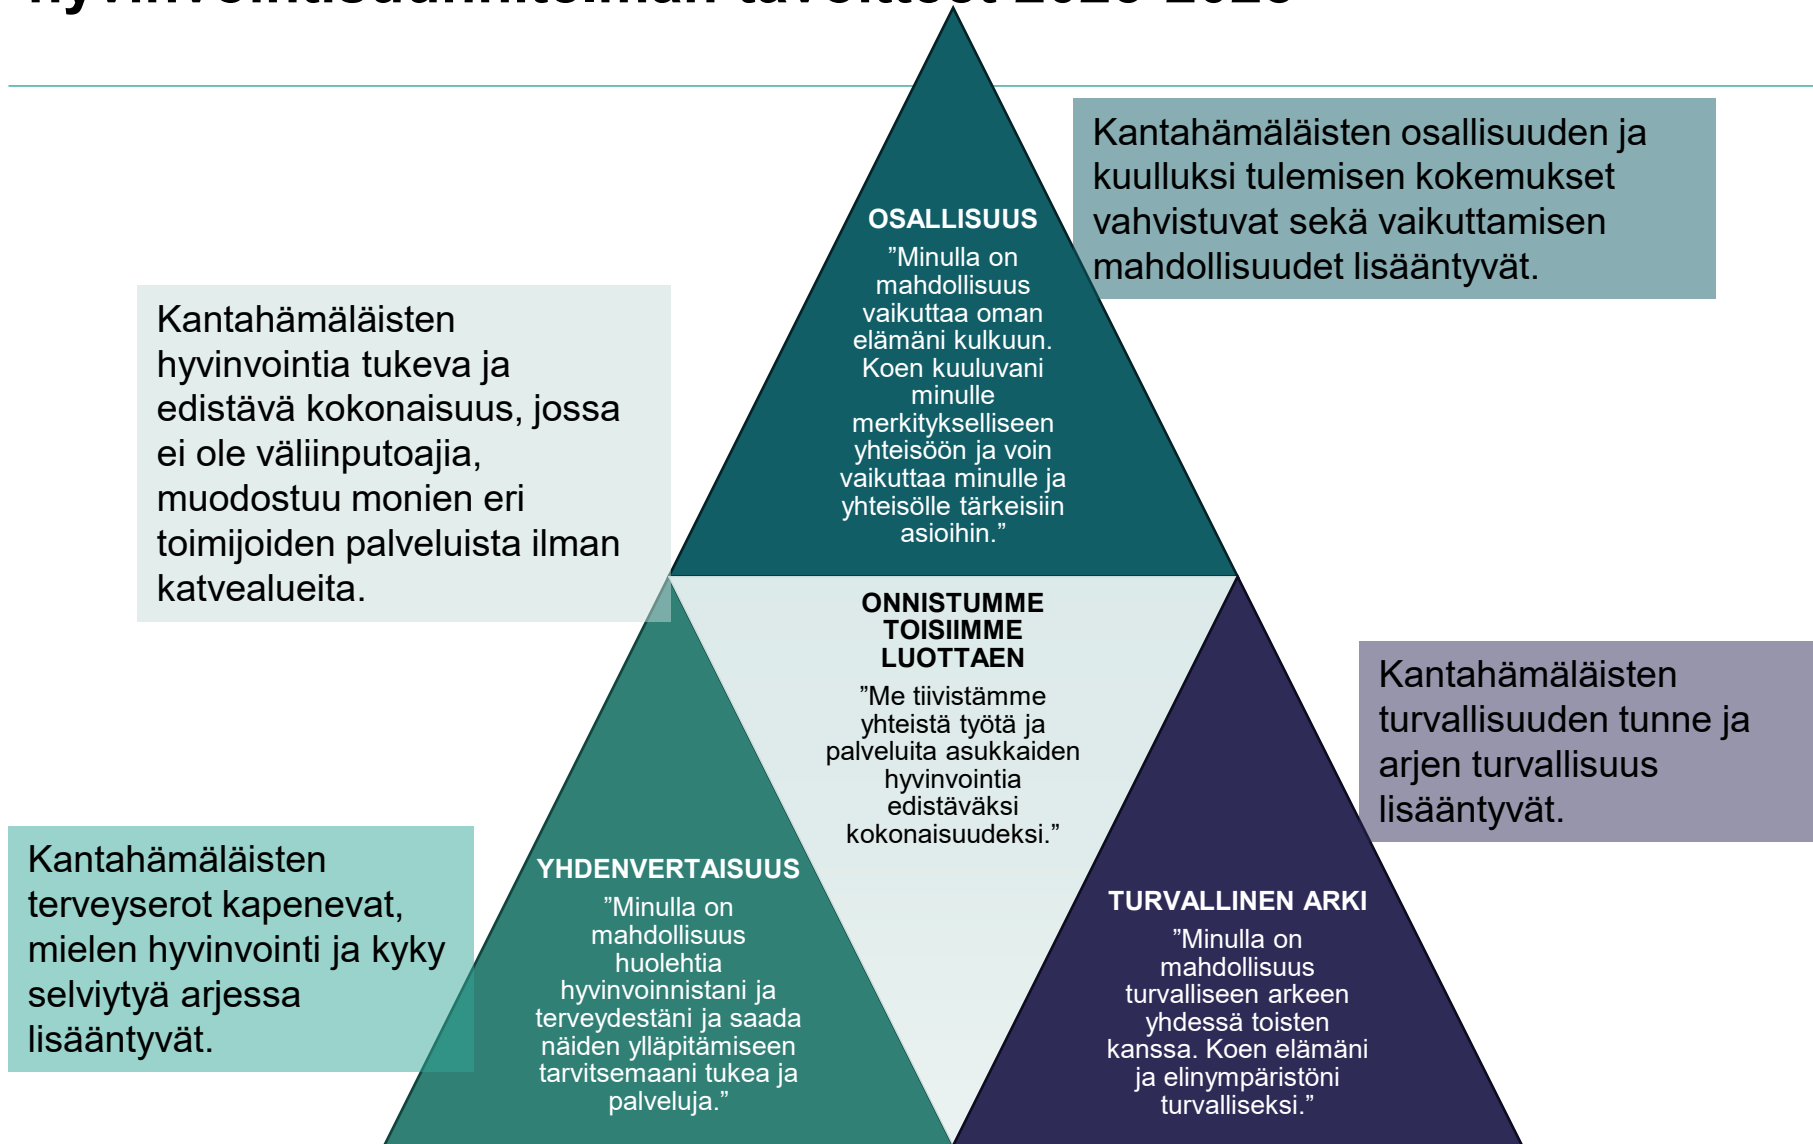 hyvinvointisuunnitelman tavoitteet
Kantahämäläisten osallisuuden ja
kuulluksi tulemisen kokemukset
vahvistuvat sekä vaikuttamisen
mahdollisuudet lisääntyvät.
OSALLISUUS
”Minulla on
mahdollisuus
vaikuttaa oman
elämäni kulkuun.
Koen kuuluvani
minulle
merkitykselliseen
yhteisöön ja voin
vaikuttaa minulle ja
yhteisölle tärkeisiin
asioihin.”
Kantahämäläisten
hyvinvointia tukeva ja
edistävä kokonaisuus, jossa
ei ole väliinputoajia,
muodostuu monien eri
toimijoiden palveluista ilman
katvealueita.
ONNISTUMME
TOISIIMME
LUOTTAEN
”Me tiivistämme
yhteistä työtä ja
palveluita asukkaiden
hyvinvointia
edistäväksi
kokonaisuudeksi.”
Kantahämäläisten
turvallisuuden tunne ja
arjen turvallisuus
lisääntyvät.
Kantahämäläisten
terveyserot kapenevat,
mielen hyvinvointi ja kyky
selviytyä arjessa
lisääntyvät.
YHDENVERTAISUUS
”Minulla on
mahdollisuus
huolehtia
hyvinvoinnistani ja
terveydestäni ja saada
näiden ylläpitämiseen
tarvitsemaani tukea ja
palveluja.”
TURVALLINEN ARKI
”Minulla on
mahdollisuus
turvalliseen arkeen
yhdessä toisten
kanssa. Koen elämäni
ja elinympäristöni
turvalliseksi.”